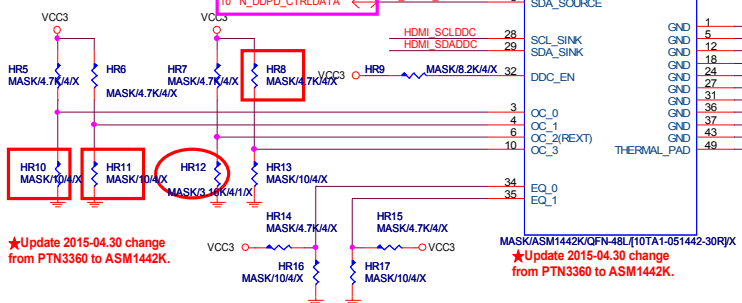 10 N_DDPD_CTRLDATA
SDA_SOURCE
VCC3
VCC3
HDMI_SCLDDC
28
SCL_SINK
HDMI_SDADDC
29
SDA_SINK
GND 1
GND 5
GND 12
GND 18
GND 24
GND 27
GND 31
GND 36
GND 37
GND 43
THERMAL_PAD 49
HR5
MASK/4.7K/4/X
HR6
MASK/4.7K/4/X
HR7
MASK/4.7K/4/X
HR8
MASK/4.7K/4/X
VCC3
HR9
MASK/8.2K/4/X
32
DDC_EN
3
OC_0
4
OC_1
6
OC_2(REXT)
10
OC_3
HR10
MASK/10/4/X
HR11
MASK/10/4/X
HR12
MASK/3.16K/4/1/X
HR13
MASK/10/4/X
34
EQ_0
35
EQ_1
HR14
MASK/4.7K/4/X
HR15
MASK/4.7K/4/X
VCC3
VCC3
HR16
MASK/10/4/X
HR17
MASK/10/4/X
★Update 2015-04.30 change
from PTN3360 to ASM1442K.
MASK/ASM1442K/QFN-48L/[10TA1-051442-30R]/X
★Update 2015-04.30 change
from PTN3360 to ASM1442K.